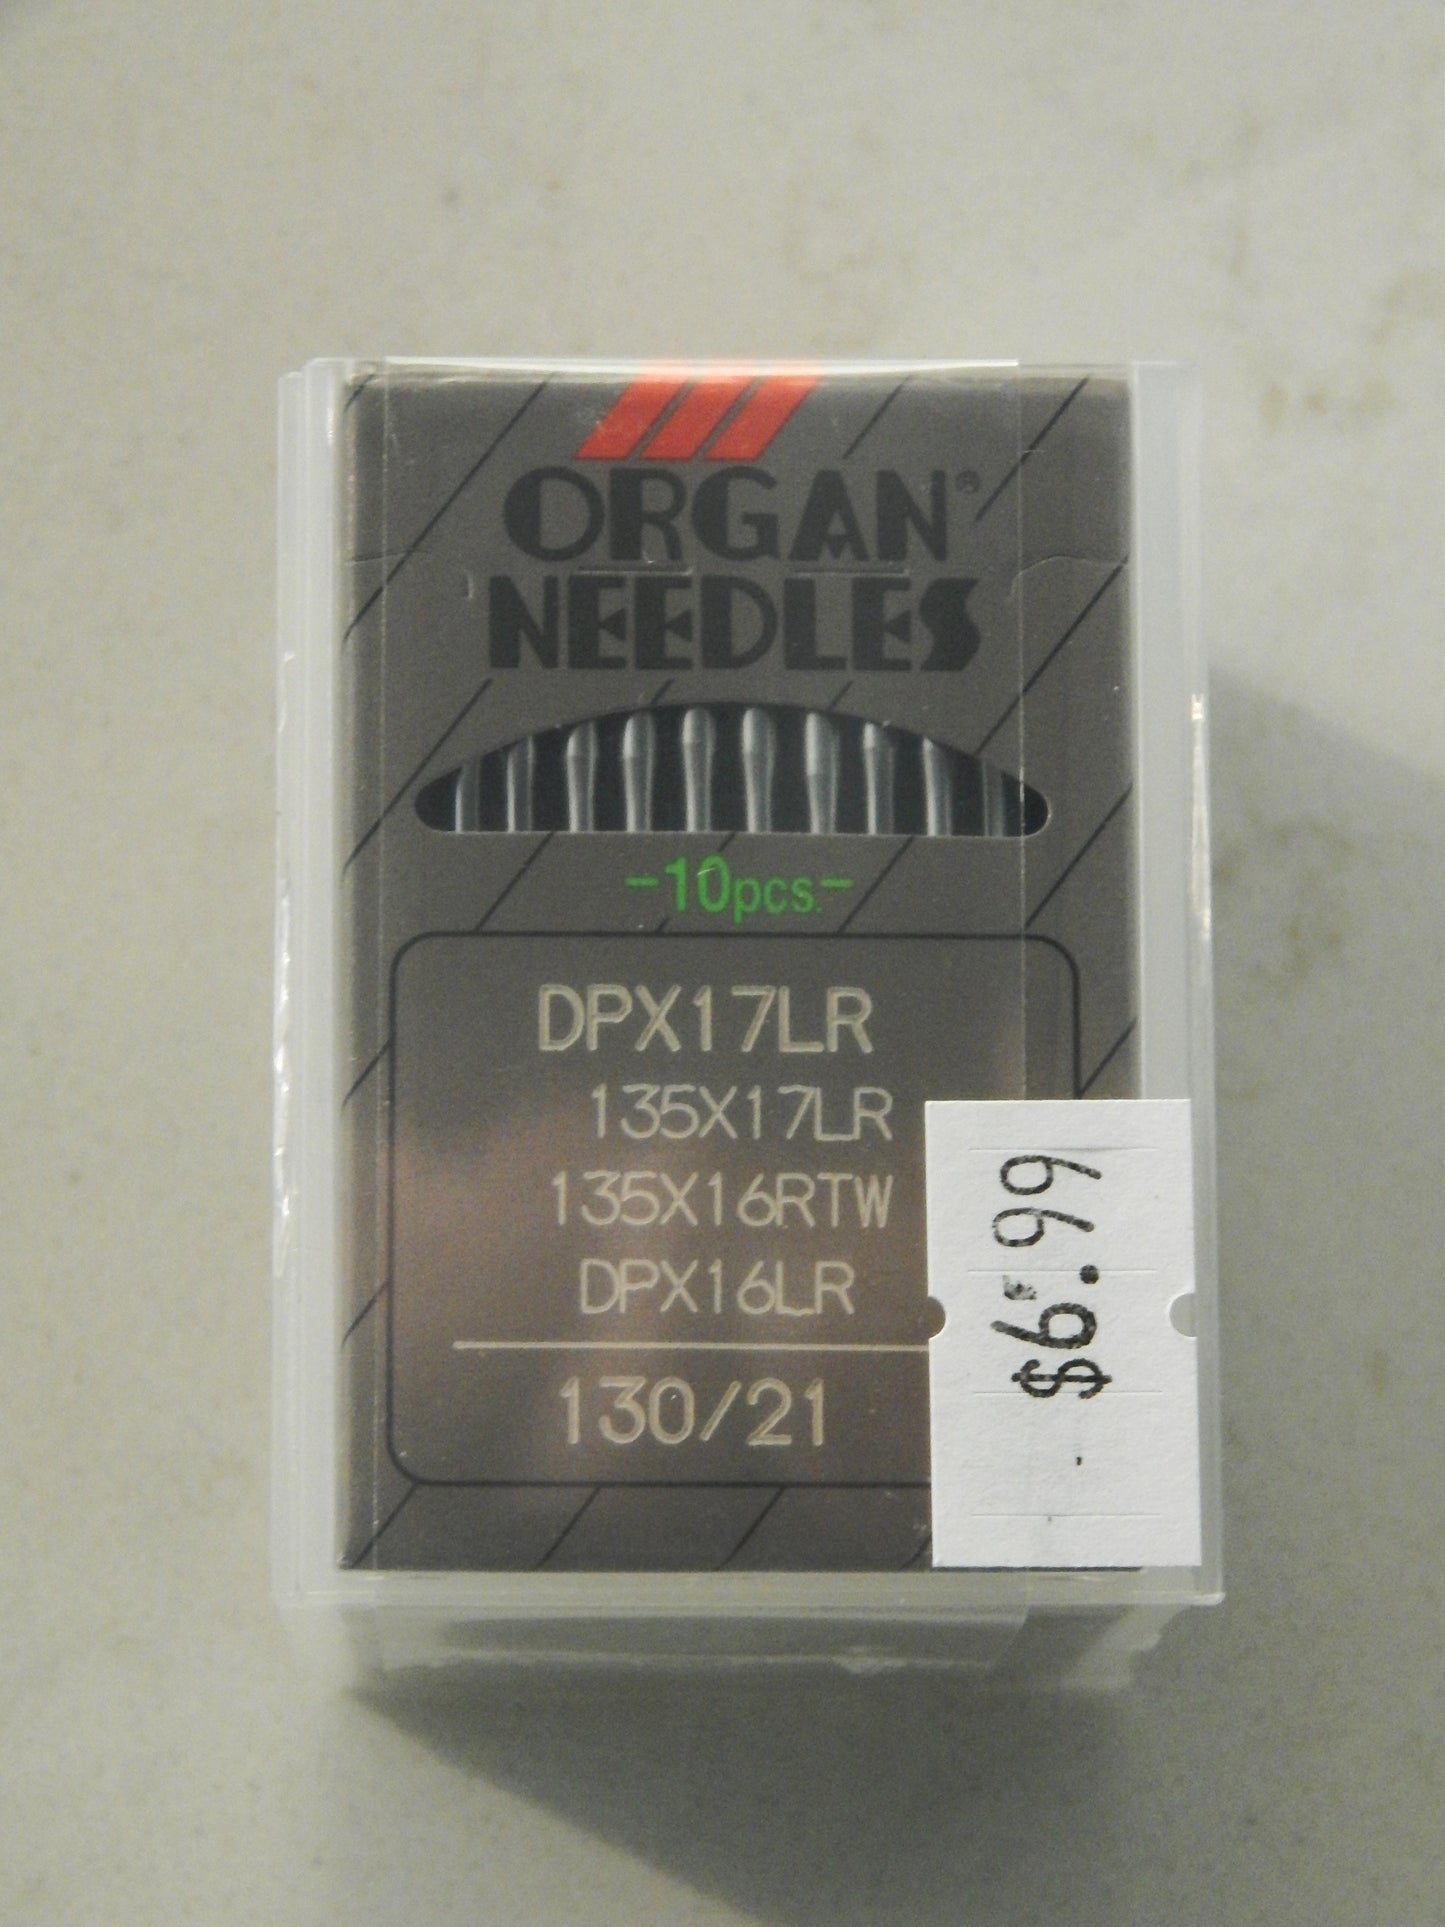 ORGAN®
NEEDLES
-10pcs.-
DPX17LR
135X17LR
135X16RTW
DPX16LR
130/21
$6.99